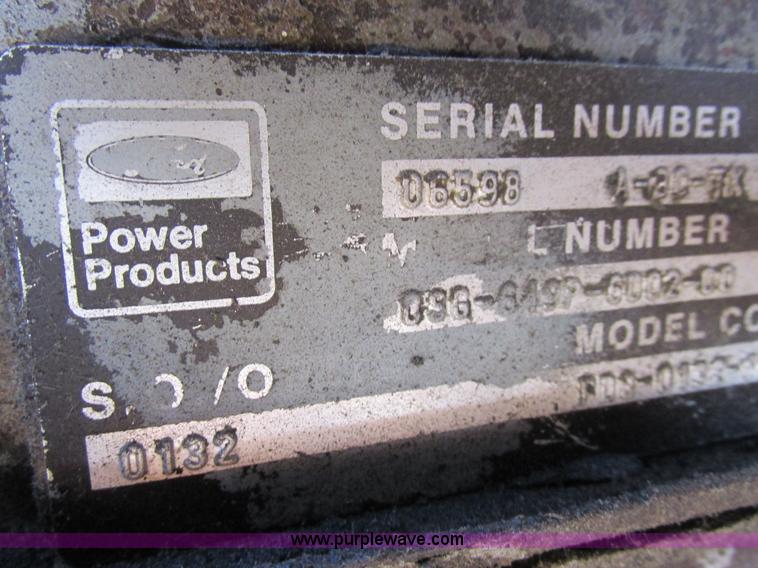 SERIAL NUMBER
06598
Power
Products
L NUMBER
MODEL CO
S. O /O
0132
www.purplewave.com